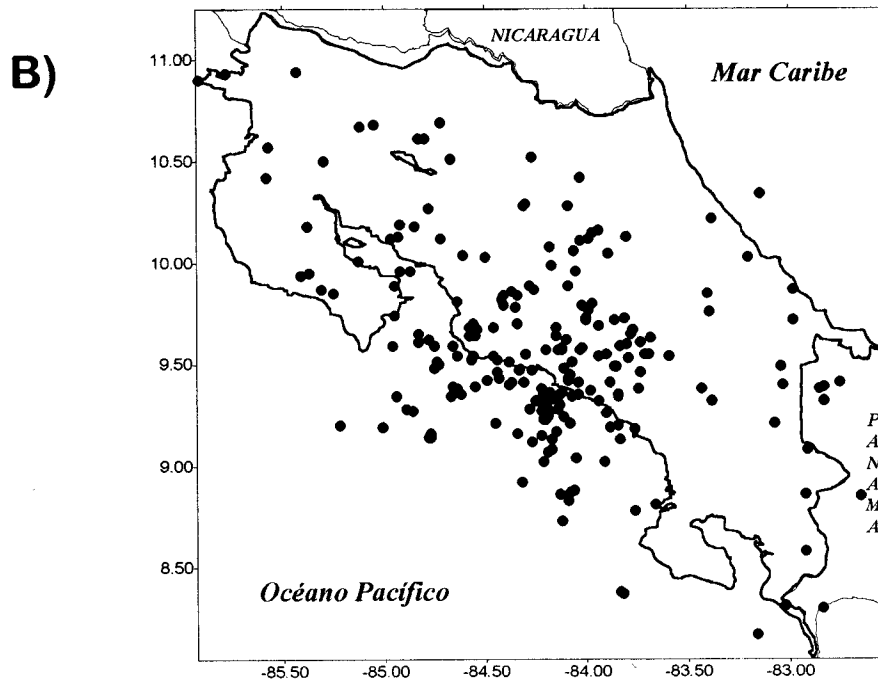 B)
NICARAGUA
Mar Caribe
11.00
10.50
10.00
9.50
9.00
8.50
P
A
N
A
M
A
Océano Pacífico
-85.50 -85.00 -84.50 -84.00 -83.50 -83.00